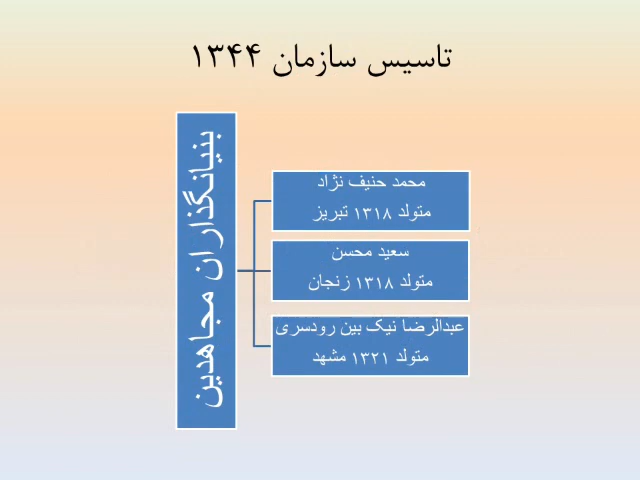 تاسیس سازمان ۱۳۴۴
بنیانگذاران مجاهدین
محمد حنیف نژاد
متولد ۱۳۱۸ تبریز
سعید محسن
متولد ۱۳۱۸ زنجان
عبدالرضا نیک بین رودسری
متولد ۱۳۲۱ مشهد